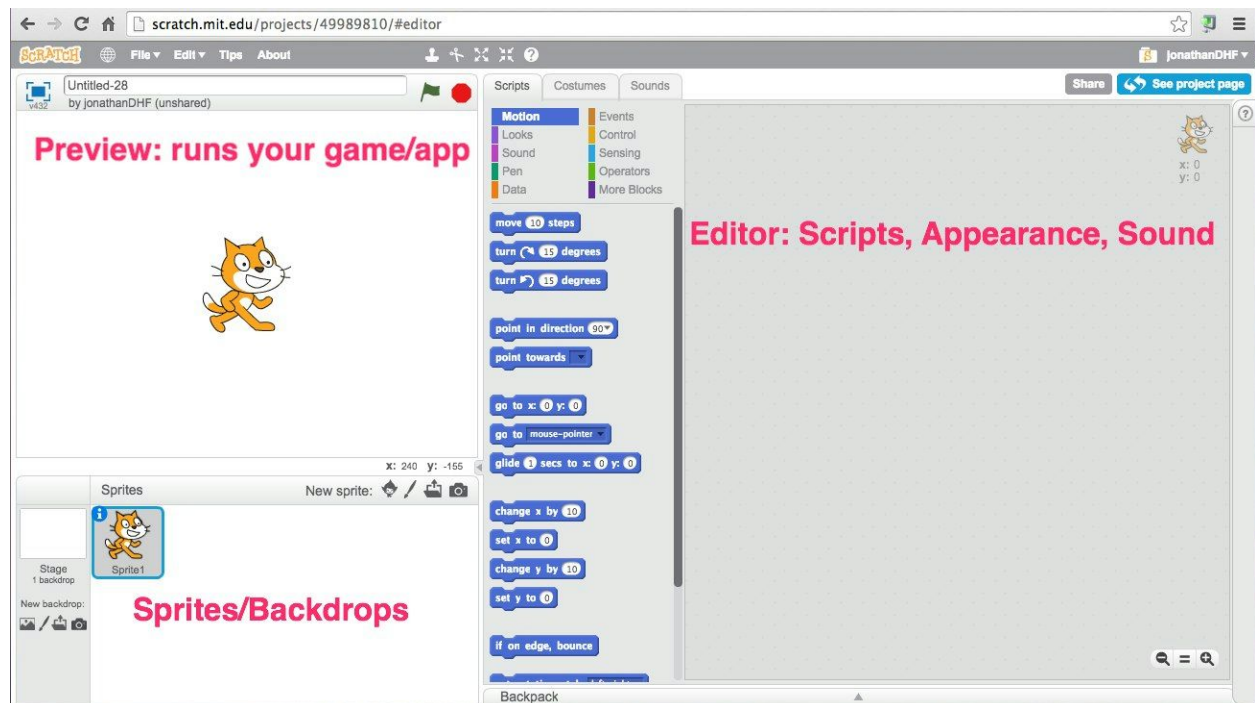 scratch.mit.edu/projects/49989810/#editor
SCRATCH File Edit Tips About jonathanDHF
Untitled-28
by jonathanDHF (unshared)
v432
Scripts Costumes Sounds
Share See project page
Preview: runs your game/app
Motion Events
Looks Control
Sound Sensing
Pen Operators
Data More Blocks
x: 0
y: 0
Editor: Scripts, Appearance, Sound
move 10 steps
turn 15 degrees
turn 15 degrees
point in direction 90
point towards
go to x: 0 y: 0
go to mouse-pointer
glide 1 secs to x: 0 y: 0
change x by 10
set x to 0
change y by 10
set y to 0
if on edge, bounce
x: 240 y: -155
Sprites New sprite:
Stage
1 backdrop
Sprite1
New backdrop:
Sprites/Backdrops
Backpack